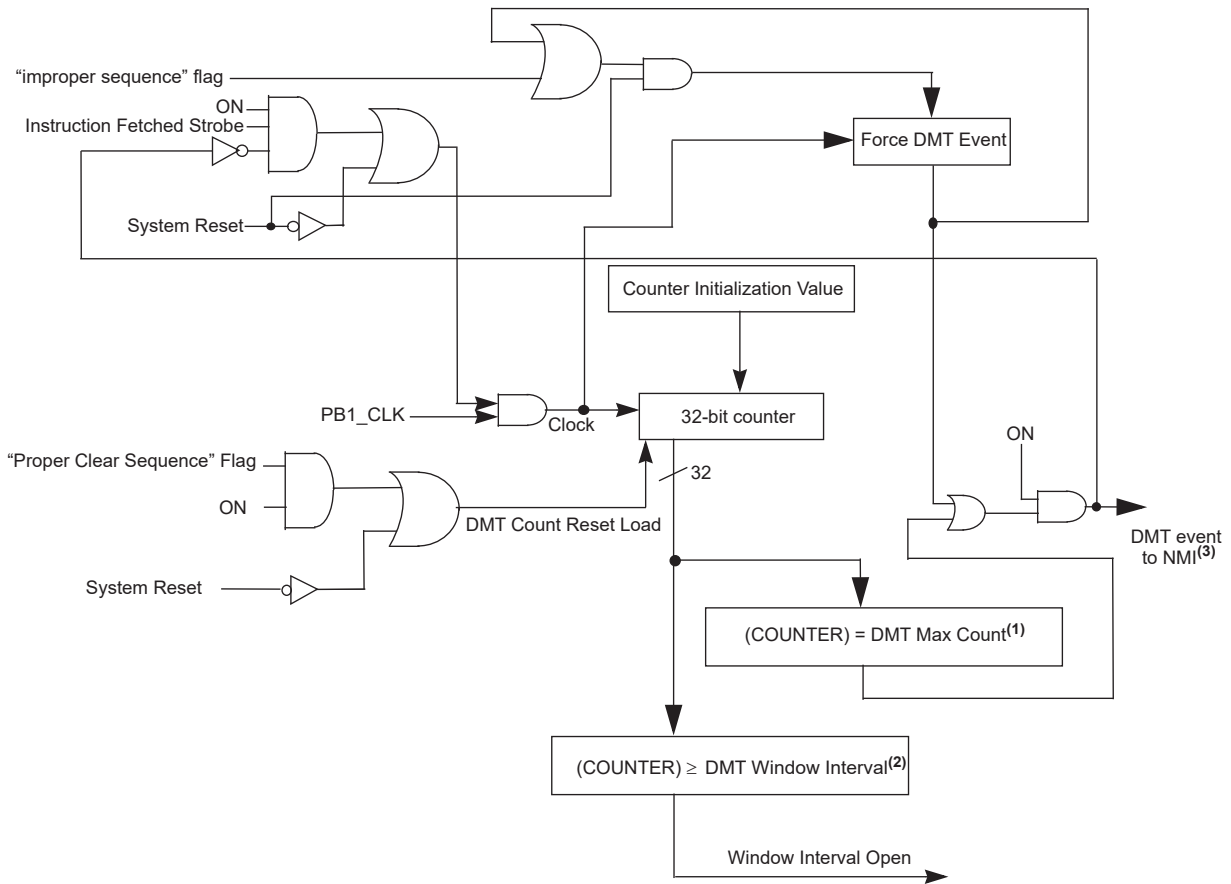 “improper sequence” flag
ON
Instruction Fetched Strobe
Force DMT Event
System Reset
Counter Initialization Value
PB1_CLK
Clock
32-bit counter
“Proper Clear Sequence” Flag
ON
32
ON
DMT Count Reset Load
DMT event
to NMI(3)
System Reset
(COUNTER) = DMT Max Count(1)
(COUNTER) ≥ DMT Window Interval(2)
Window Interval Open